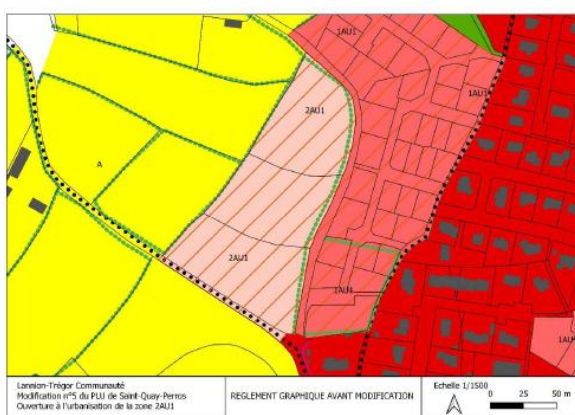 1AU1
2AU1
1AU1
A
2AU1
1AU1
1AU
Lannion-Trégor Communauté
Modification n°5 du PLU de Saint-Quay-Perros
Ouverture à l'urbanisation de la zone 2AU1
REGLEMENT GRAPHIQUE AVANT MODIFICATION
Echelle 1/1500
0 25 50 m